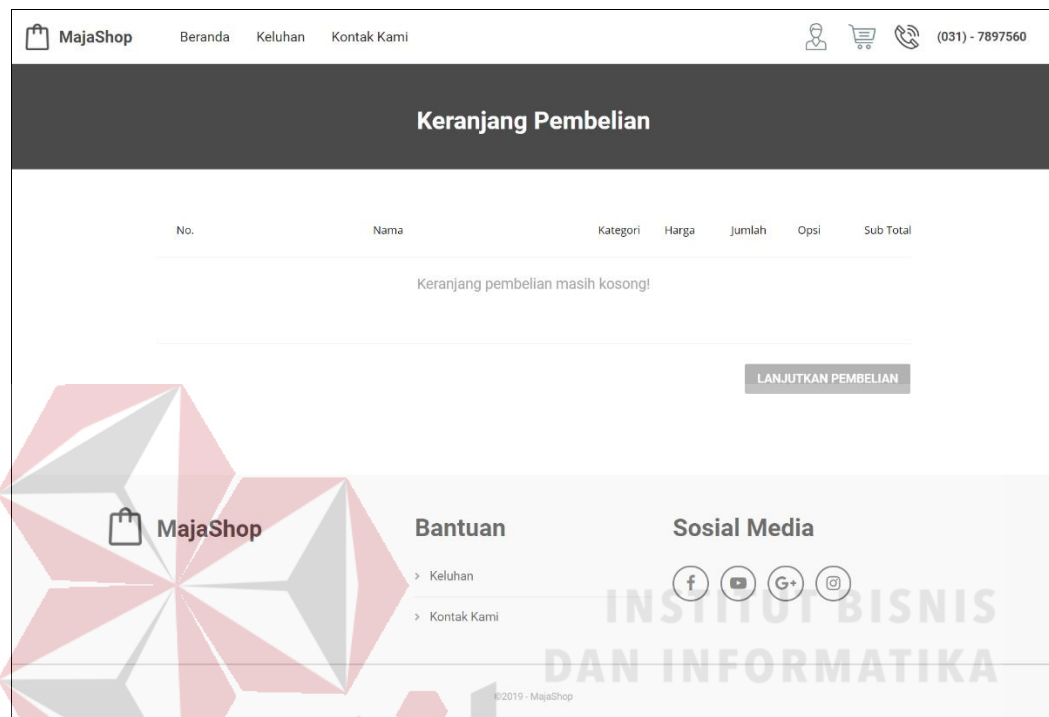 MajaShop Beranda Keluhan Kontak Kami (031) - 7897560
Keranjang Pembelian
No. Nama Kategori Harga Jumlah Opsi Sub Total
Keranjang pembelian masih kosong!
LANJUTKAN PEMBELIAN
MajaShop Bantuan Sosial Media
> Keluhan
f G+
> Kontak Kami
INSTITUT BISNIS
DAN INFORMATIKA
©2019 - MajaShop